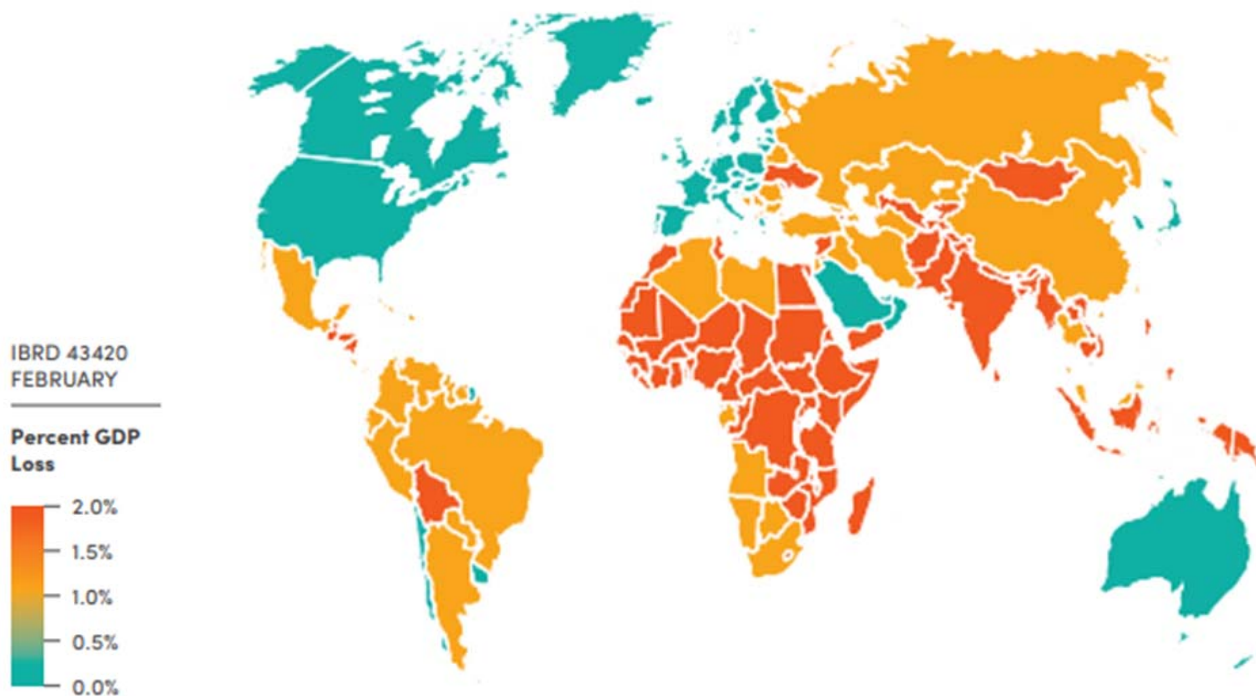 IBRD 43420
FEBRUARY
Percent GDP
Loss
2.0%
1.5%
1.0%
0.5%
0.0%